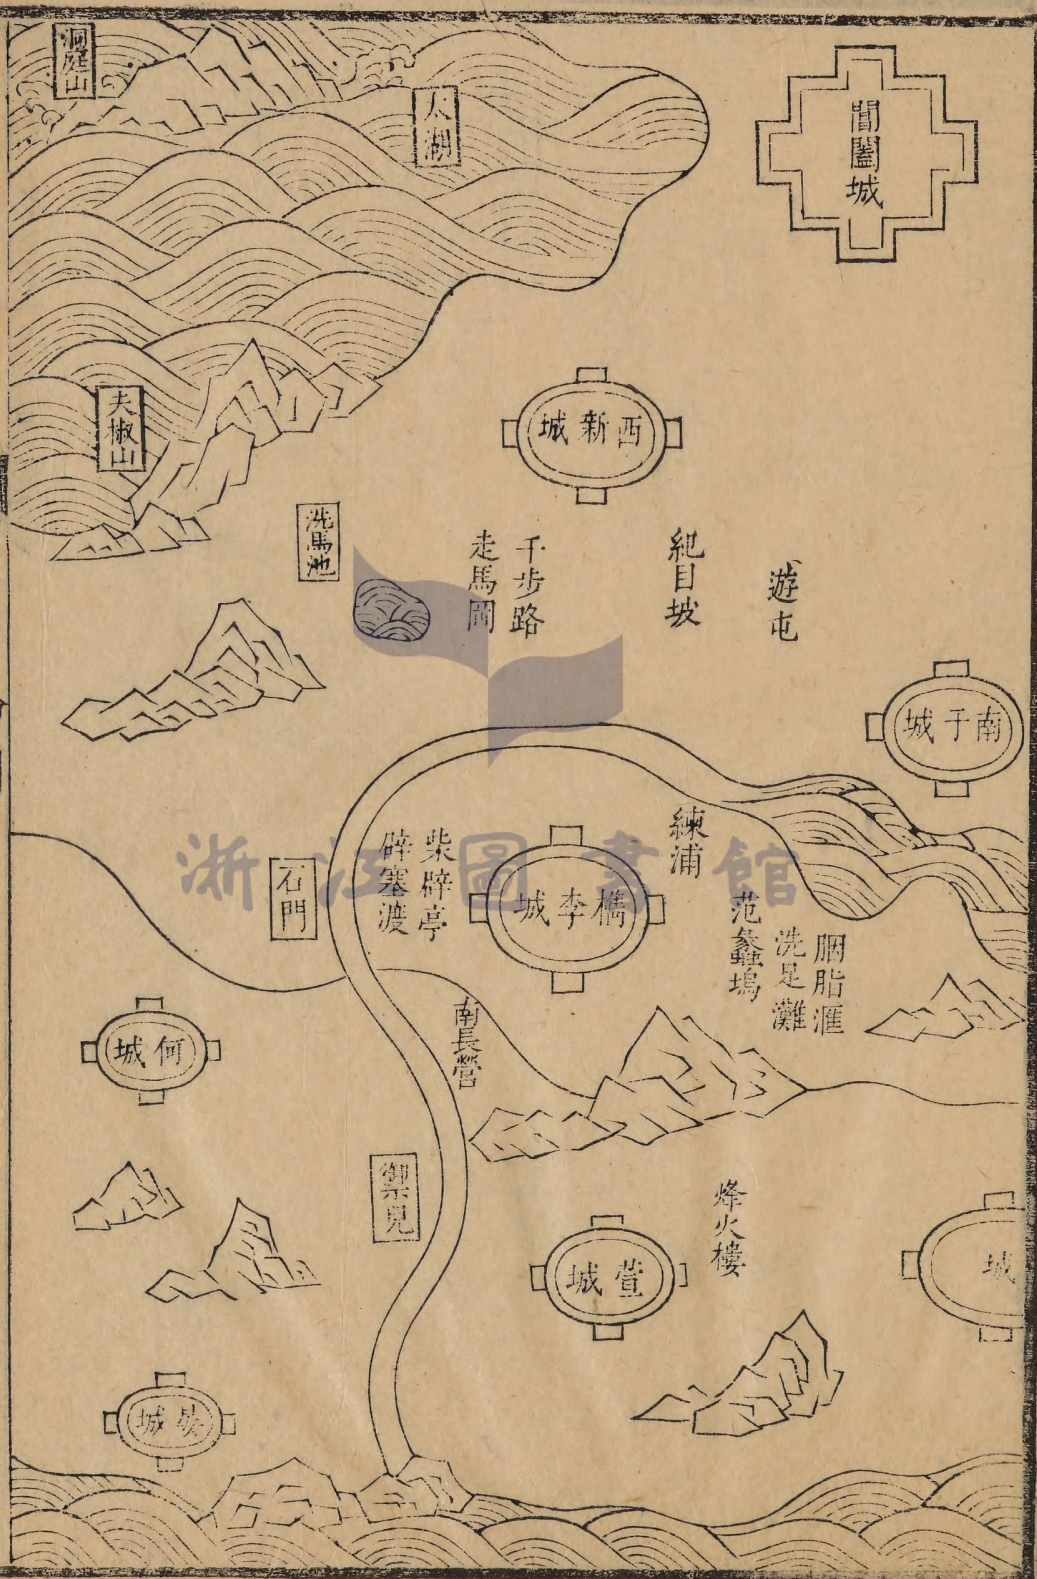 閶闔城
太湖
洞庭山
夫椒山
西新城
遊屯
紀目坡
千步路
走馬岡
洗馬池
南于城
練浦
檇李城
柴辟亭
辟塞渡
石門
胭脂滙
洗足灘
范蠡塢
南長營
何城
禦兒
烽火樓
萱城
城
晏城
浙江圖書館